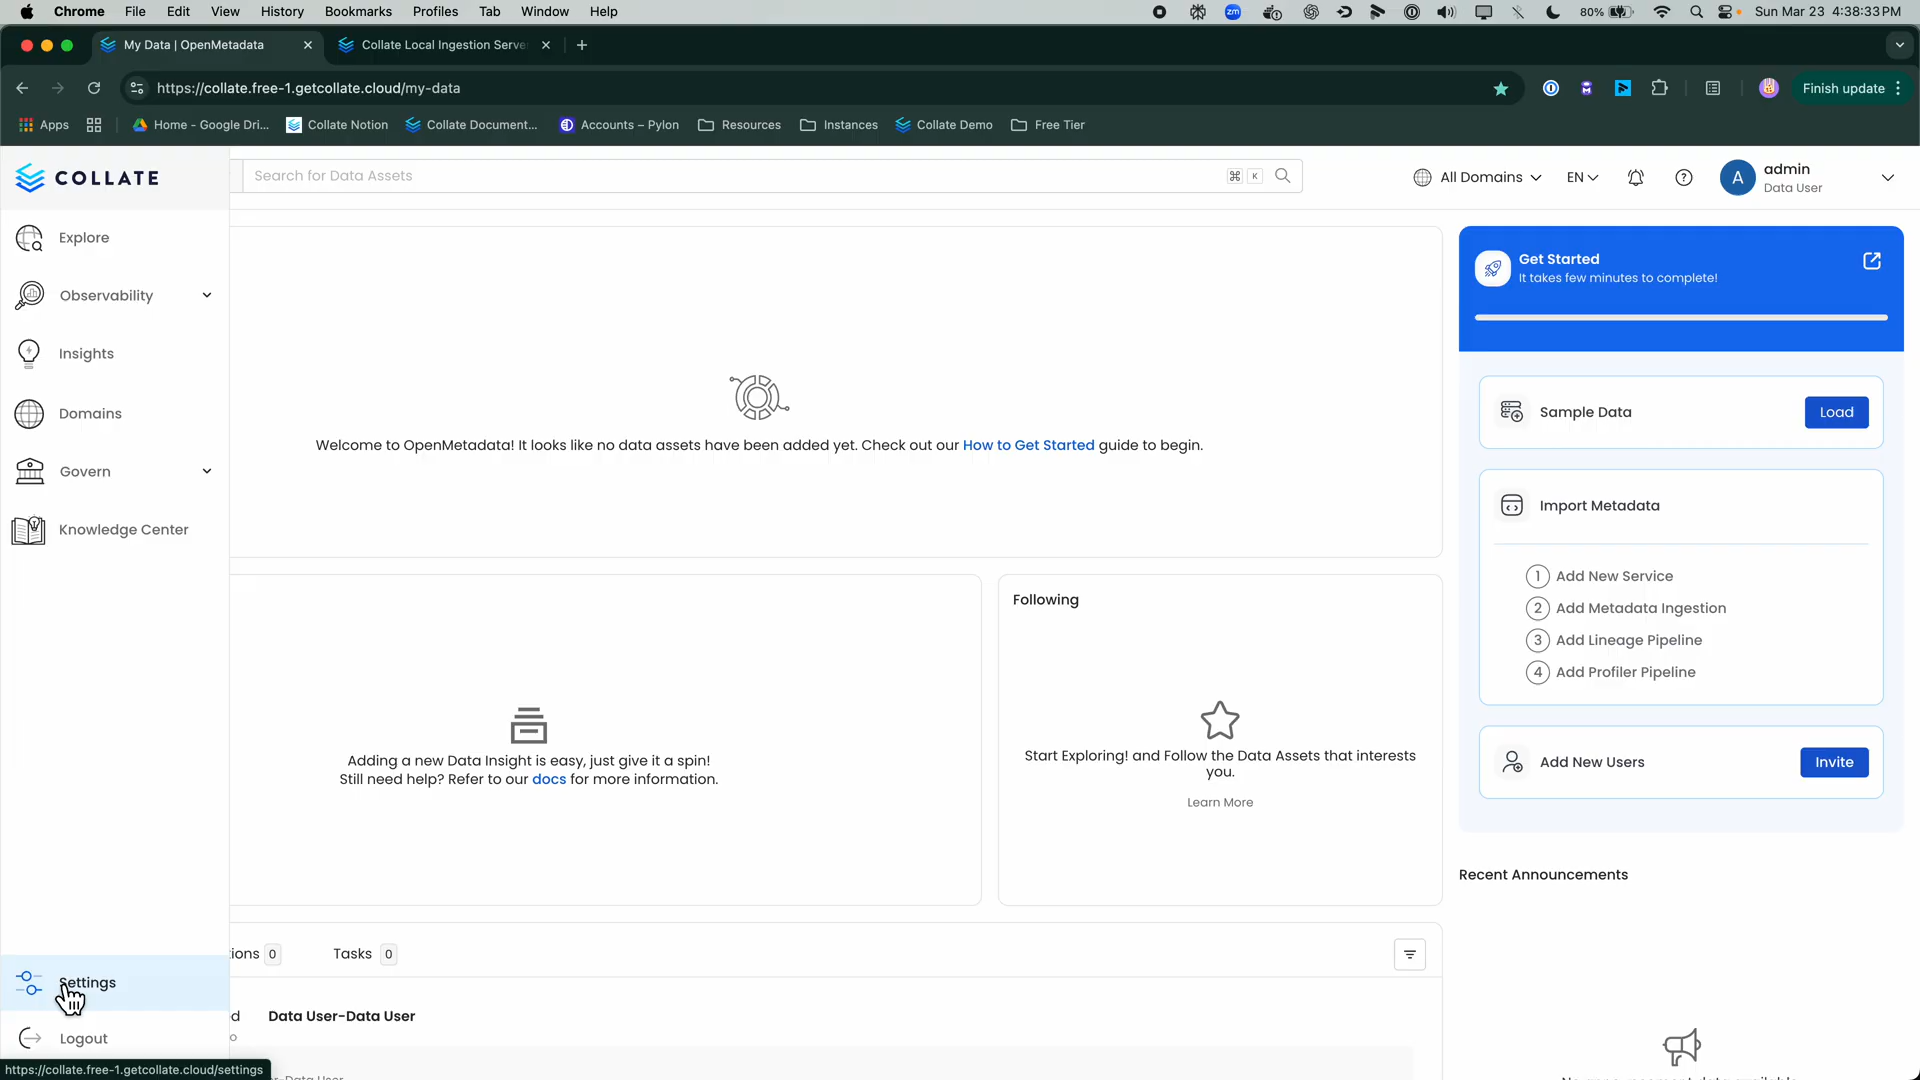 Chrome File Edit View History Bookmarks Profiles Tab Window Help
zm 80% Sun Mar 23 4:38:33 PM
My Data | OpenMetadata
Collate Local Ingestion Serve
https://collate.free-1.getcollate.cloud/my-data
Finish update
Apps
Home - Google Dri...
Collate Notion
Collate Document...
Accounts – Pylon
Resources
Instances
Collate Demo
Free Tier
COLLATE
Search for Data Assets
⌘ K
All Domains
EN
A
admin
Data User
Explore
Observability
Insights
Domains
Govern
Knowledge Center
Settings
Logout
Welcome to OpenMetadata! It looks like no data assets have been added yet. Check out our How to Get Started guide to begin.
Adding a new Data Insight is easy, just give it a spin!
Still need help? Refer to our docs for more information.
Following
Start Exploring! and Follow the Data Assets that interests
you.
Learn More
Get Started
It takes few minutes to complete!
Sample Data
Load
Import Metadata
1 Add New Service
2 Add Metadata Ingestion
3 Add Lineage Pipeline
4 Add Profiler Pipeline
Add New Users
Invite
Recent Announcements
tions 0
Tasks 0
d
Data User-Data User
o
r-Data User
https://collate.free-1.getcollate.cloud/settings